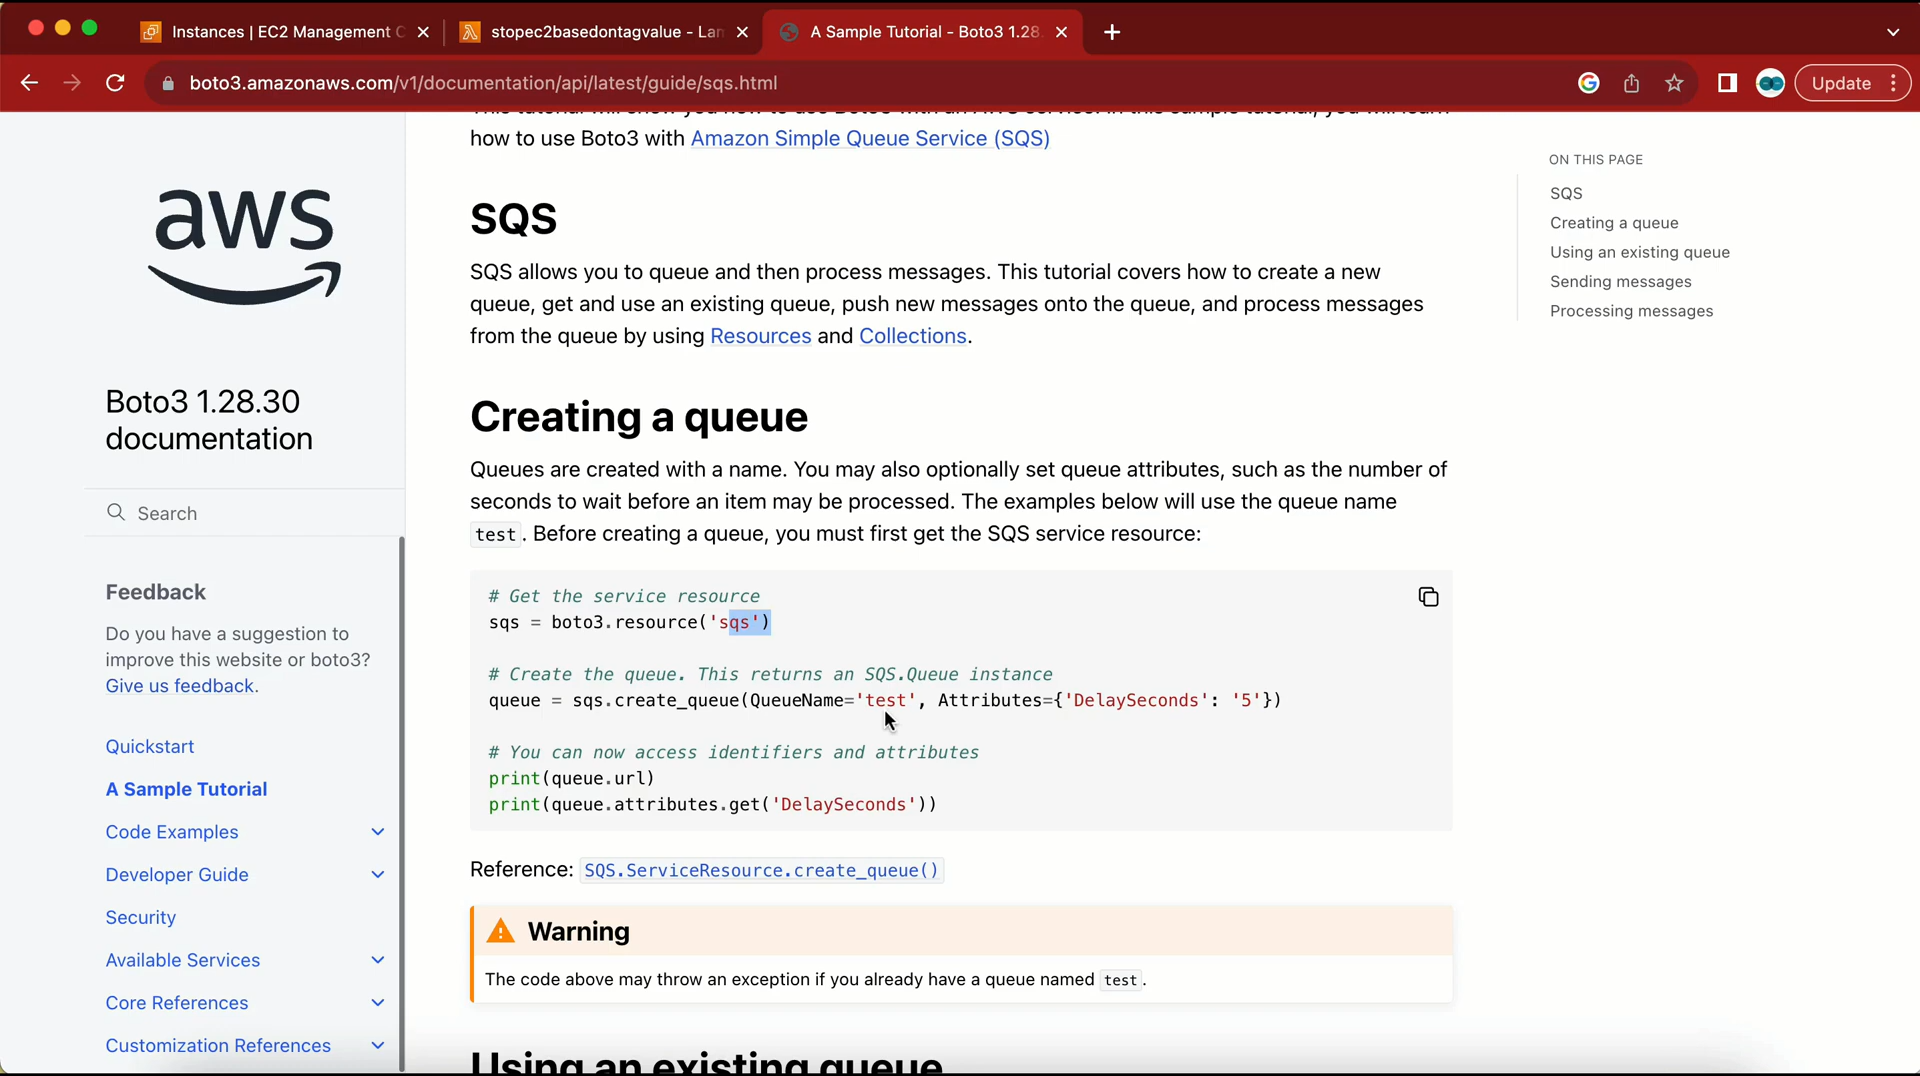 Instances | EC2 Management C
stopec2basedontagvalue - Lam
A Sample Tutorial - Boto3 1.28.
boto3.amazonaws.com/v1/documentation/api/latest/guide/sqs.html
Update
how to use Boto3 with Amazon Simple Queue Service (SQS)
aws
Boto3 1.28.30
documentation
Search
Feedback
Do you have a suggestion to
improve this website or boto3?
Give us feedback.
Quickstart
A Sample Tutorial
Code Examples
Developer Guide
Security
Available Services
Core References
Customization References
SQS
SQS allows you to queue and then process messages. This tutorial covers how to create a new
queue, get and use an existing queue, push new messages onto the queue, and process messages
from the queue by using Resources and Collections.
Creating a queue
Queues are created with a name. You may also optionally set queue attributes, such as the number of
seconds to wait before an item may be processed. The examples below will use the queue name
test. Before creating a queue, you must first get the SQS service resource:
# Get the service resource
sqs = boto3.resource('sqs')
# Create the queue. This returns an SQS.Queue instance
queue = sqs.create_queue(QueueName='test', Attributes={'DelaySeconds': '5'})
# You can now access identifiers and attributes
print(queue.url)
print(queue.attributes.get('DelaySeconds'))
Reference: SQS.ServiceResource.create_queue()
Warning
The code above may throw an exception if you already have a queue named test.
Using an existing queue
ON THIS PAGE
SQS
Creating a queue
Using an existing queue
Sending messages
Processing messages